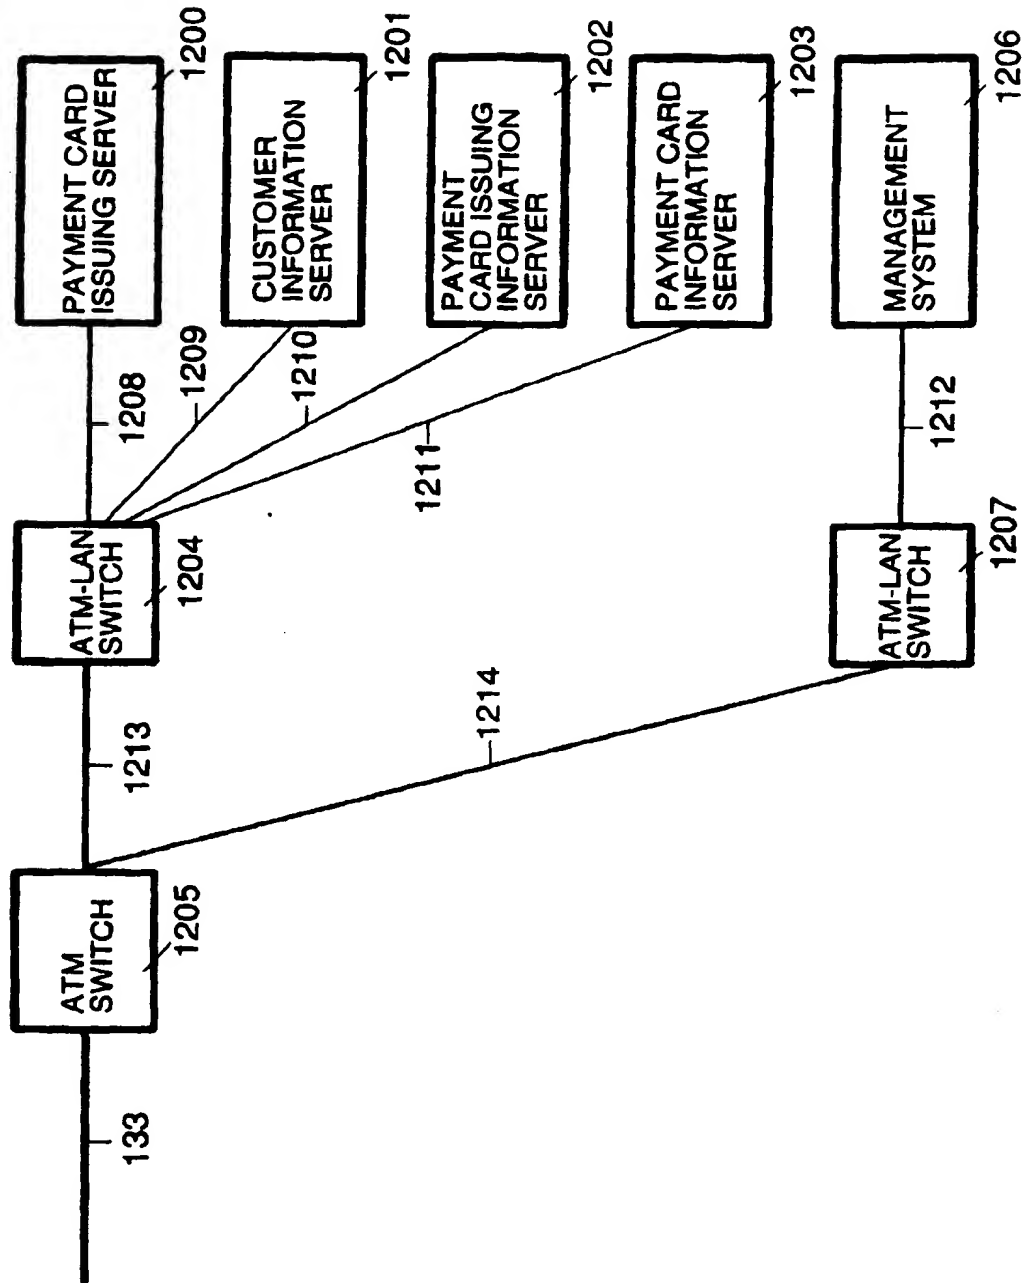 PAYMENT CARD
ISSUING SERVER
1200
CUSTOMER
INFORMATION
SERVER
1201
PAYMENT
CARD ISSUING
INFORMATION
SERVER
1202
PAYMENT CARD
INFORMATION
SERVER
1203
MANAGEMENT
SYSTEM
1206
1208
1209
1210
1211
1212
ATM-LAN
SWITCH
1204
ATM-LAN
SWITCH
1207
1213
1214
ATM
SWITCH
1205
133